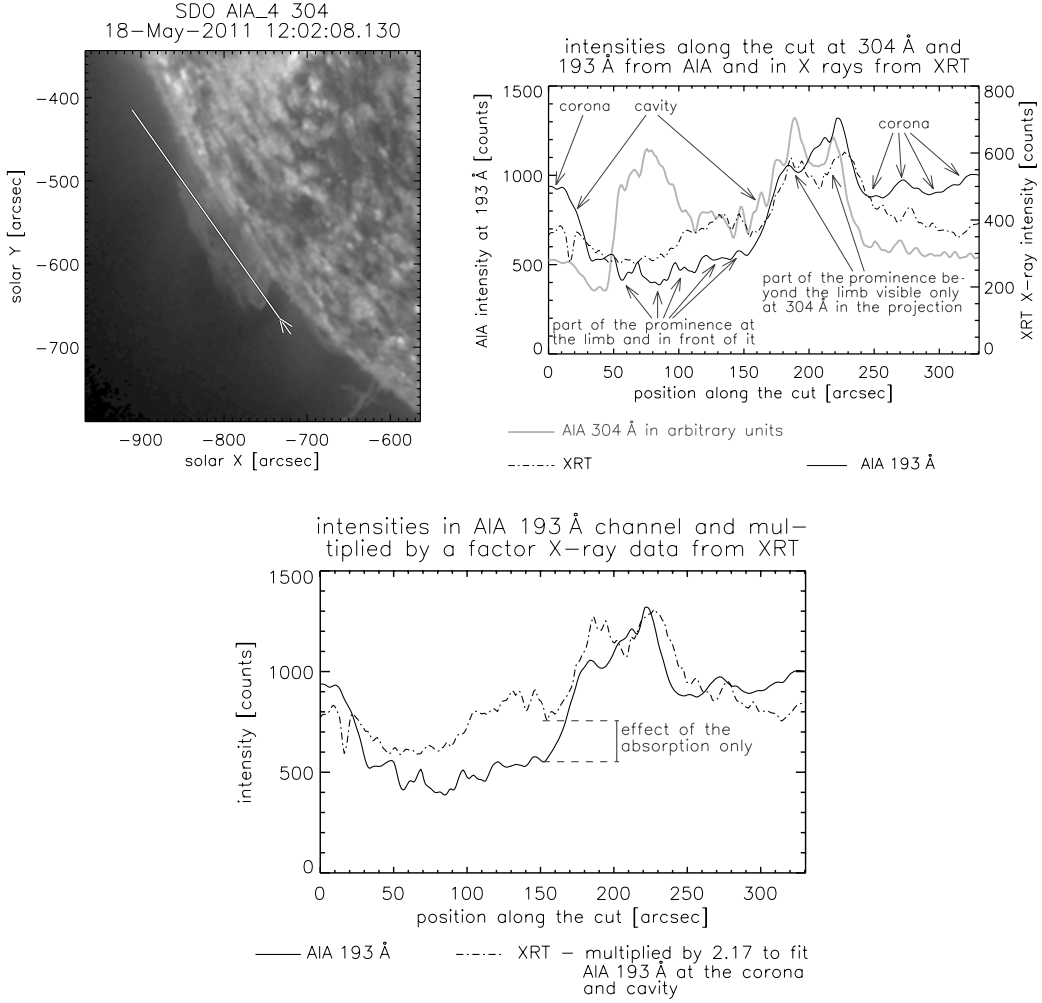 SDO AIA_4 304
18-May-2011 12:02:08.130
-400
-500
-600
-700
solar Y [arcsec]
-900
-800
-700
-600
solar X [arcsec]
intensities along the cut at 304 Å and
193 Å from AIA and in X rays from XRT
1500
1000
500
0
AIA intensity at 193 Å [counts]
800
600
400
200
0
XRT X-ray intensity [counts]
corona
cavity
corona
part of the prominence at
the limb and in front of it
part of the prominence be-
yond the limb visible only
at 304 Å in the projection
0
50
100
150
200
250
300
position along the cut [arcsec]
AIA 304 Å in arbitrary units
XRT
AIA 193 Å
intensities in AIA 193 Å channel and mul-
tiplied by a factor X-ray data from XRT
1500
1000
500
0
intensity [counts]
effect of the
absorption only
0
50
100
150
200
250
300
position along the cut [arcsec]
AIA 193 Å
XRT - multiplied by 2.17 to fit
AIA 193 Å at the corona
and cavity